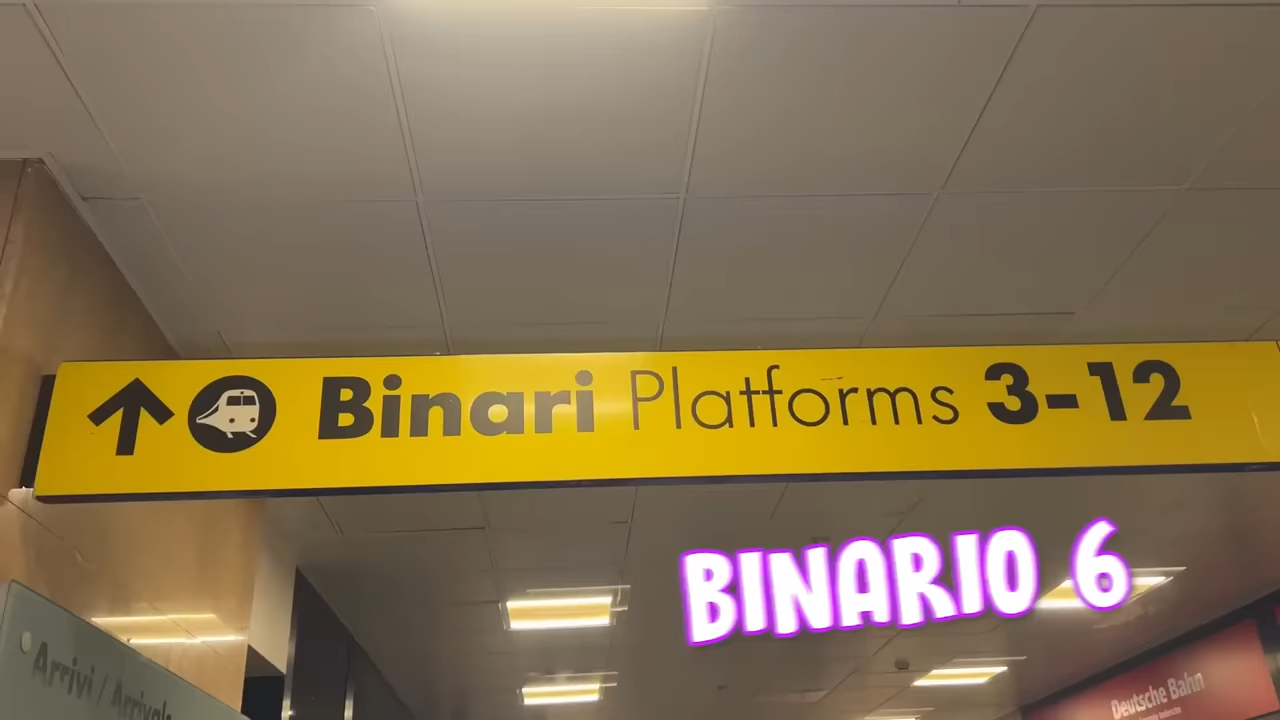 Binari Platforms 3-12
BINARIO 6
Arrivi / Arrivals
Deutsche Bahn